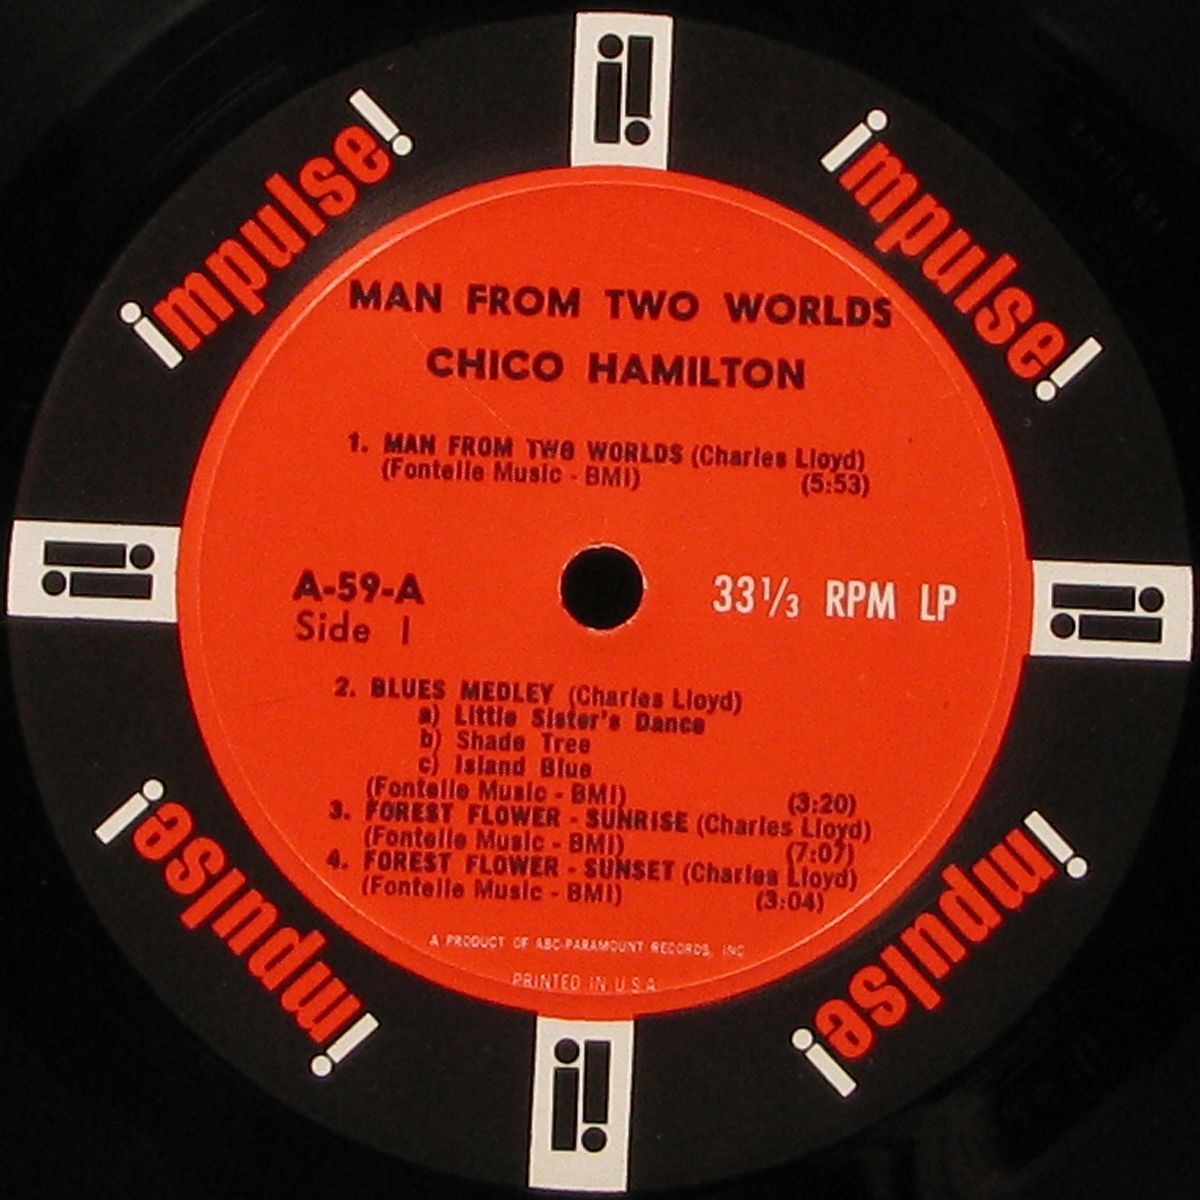 impulse!
impulse!
MAN FROM TWO WORLDS
CHICO HAMILTON
1. MAN FROM TWO WORLDS (Charles Lloyd)
(Fontelle Music - BMI) (5:53)
A-59-A
Side 1
33 1/3 RPM LP
2. BLUES MEDLEY (Charles Lloyd)
a) Little Sister's Dance
b) Shade Tree
c) Island Blue
(Fontelle Music - BMI) (3:20)
3. FOREST FLOWER - SUNRISE (Charles Lloyd)
(Fontelle Music - BMI) (7:07)
4. FOREST FLOWER - SUNSET (Charles Lloyd)
(Fontelle Music - BMI) (3:04)
A PRODUCT OF ABC-PARAMOUNT RECORDS, INC
PRINTED IN U.S.A.
impulse!
impulse!